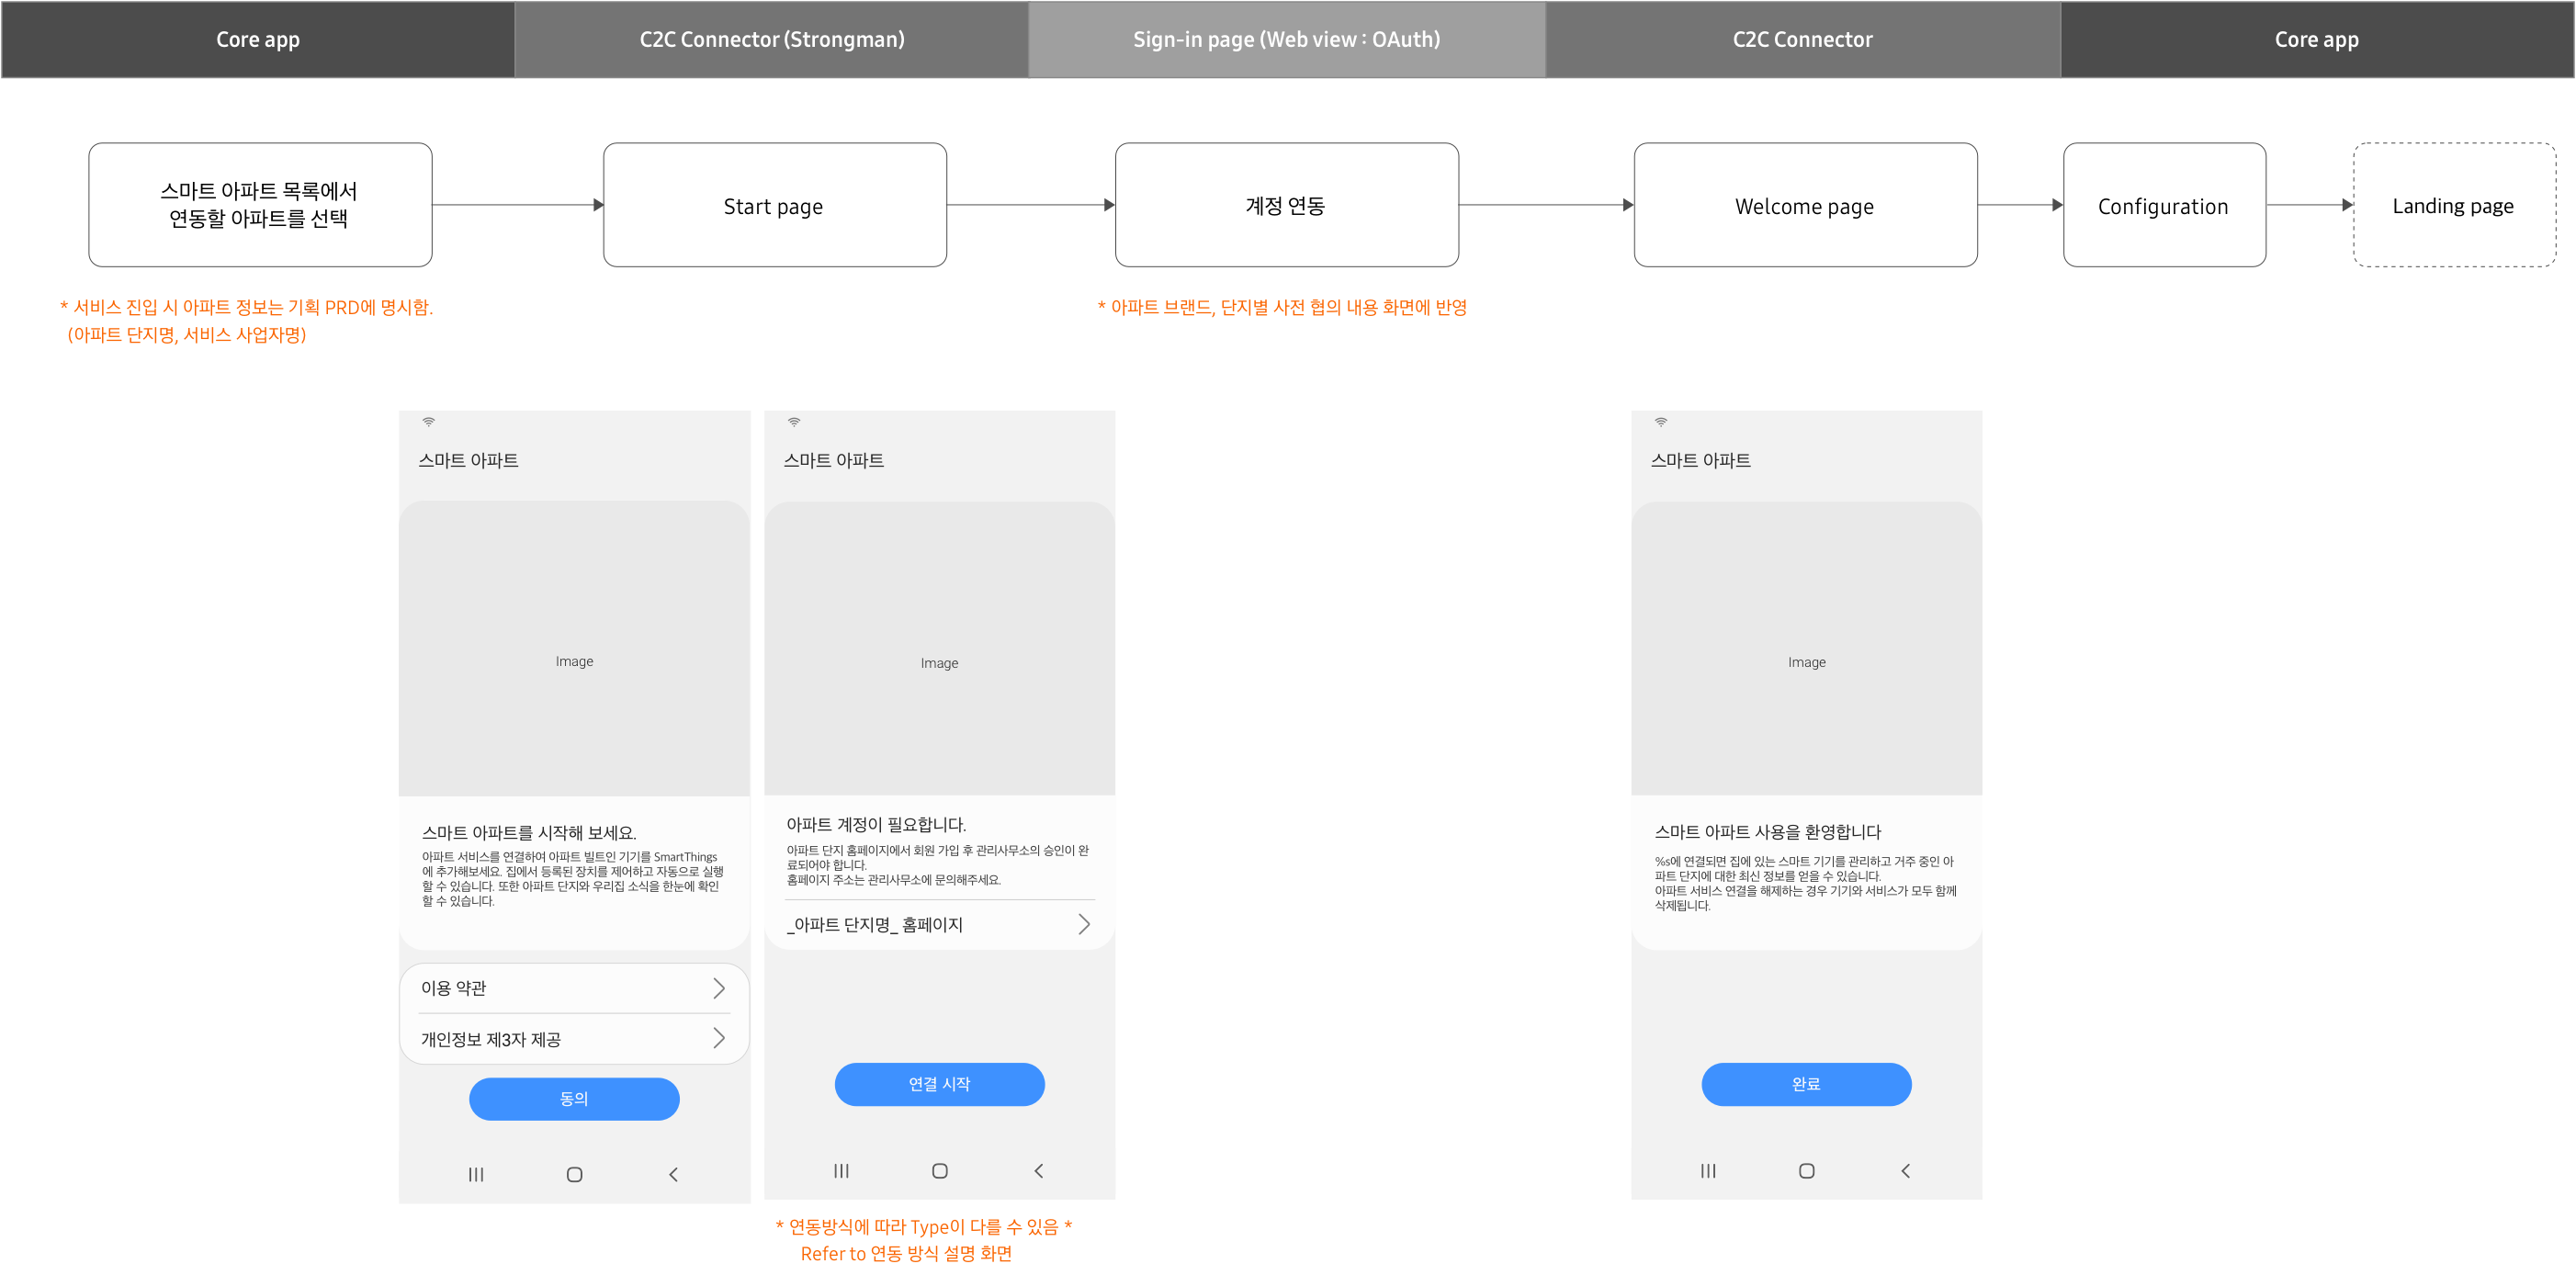 Core app
C2C Connector (Strongman)
Sign-in page (Web view : OAuth)
C2C Connector
Core app
스마트 아파트 목록에서
연동할 아파트를 선택
Start page
계정 연동
Welcome page
Configuration
Landing page
* 서비스 진입 시 아파트 정보는 기획 PRD에 명시함.
(아파트 단지명, 서비스 사업자명)
* 아파트 브랜드, 단지별 사전 협의 내용 화면에 반영
스마트 아파트
Image
스마트 아파트를 시작해 보세요.
아파트 서비스를 연결하여 아파트 빌트인 기기를 SmartThings
에 추가해보세요. 집에서 등록된 장치를 제어하고 자동으로 실행
할 수 있습니다. 또한 아파트 단지와 우리집 소식을 한눈에 확인
할 수 있습니다.
이용 약관
개인정보 제3자 제공
동의
스마트 아파트
Image
아파트 계정이 필요합니다.
아파트 단지 홈페이지에서 회원 가입 후 관리사무소의 승인이 완
료되어야 합니다.
홈페이지 주소는 관리사무소에 문의해주세요.
_아파트 단지명_ 홈페이지
연결 시작
* 연동방식에 따라 Type이 다를 수 있음 *
Refer to 연동 방식 설명 화면
스마트 아파트
Image
스마트 아파트 사용을 환영합니다
%s에 연결되면 집에 있는 스마트 기기를 관리하고 거주 중인 아
파트 단지에 대한 최신 정보를 얻을 수 있습니다.
아파트 서비스 연결을 해제하는 경우 기기와 서비스가 모두 함께
삭제됩니다.
완료